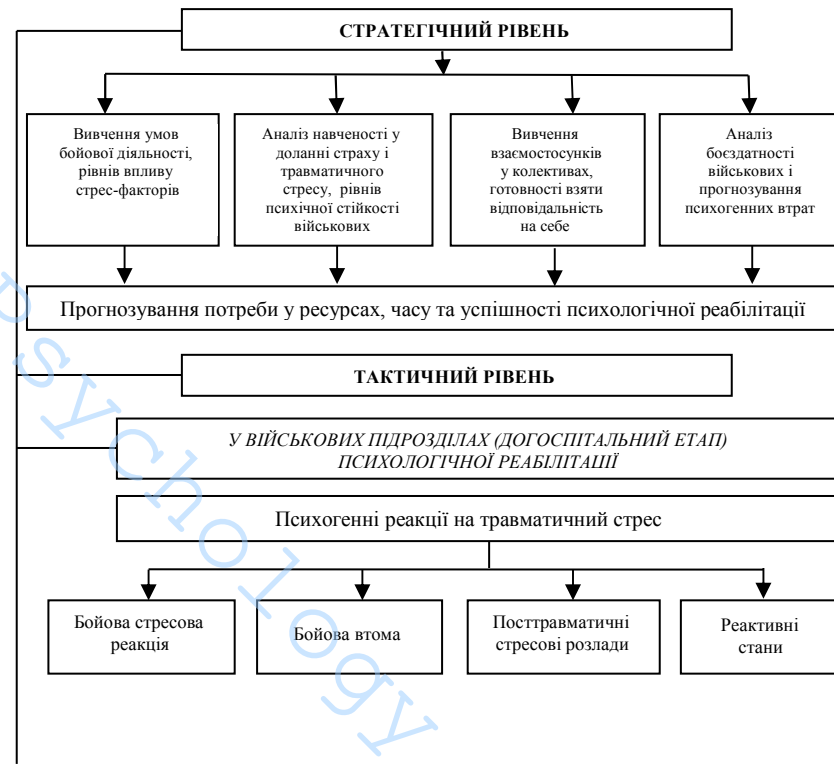 СТРАТЕГІЧНИЙ РІВЕНЬ
Вивчення умов
бойової діяльності,
рівнів впливу
стрес-факторів
Аналіз навченості у
доланні страху і
травматичного
стресу, рівнів
психічної стійкості
військових
Вивчення
взаємостосунків
у колективах,
готовності взяти
відповідальність
на себе
Аналіз
боєздатності
військових і
прогнозування
психогенних втрат
Прогнозування потреби у ресурсах, часу та успішності психологічної реабілітації
ТАКТИЧНИЙ РІВЕНЬ
У ВІЙСЬКОВИХ ПІДРОЗДІЛАХ (ДОГОСПІТАЛЬНИЙ ЕТАП)
ПСИХОЛОГІЧНОЇ РЕАБІЛІТАЦІЇ
Психогенні реакції на травматичний стрес
Бойова стресова
реакція
Бойова втома
Посттравматичні
стресові розлади
Реактивні
стани
Psychology